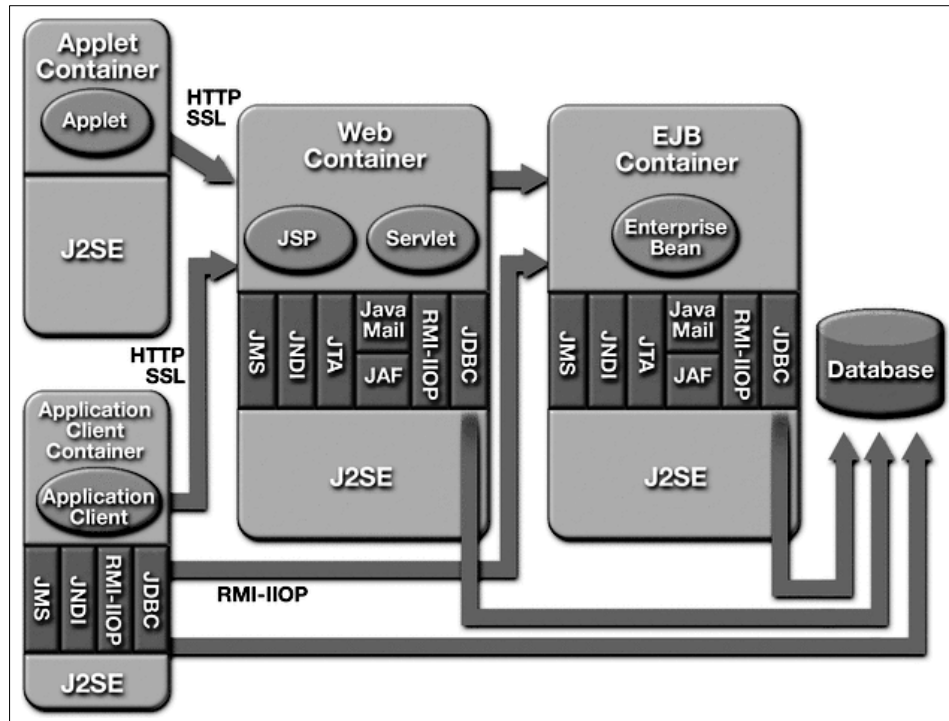 Applet
Container
Applet
J2SE
HTTP
SSL
Web
Container
JSP
Servlet
JMS
JNDI
JTA
Java
Mail
JAF
RMI-IIOP
JDBC
J2SE
EJB
Container
Enterprise
Bean
JMS
JNDI
JTA
Java
Mail
JAF
RMI-IIOP
JDBC
J2SE
Database
HTTP
SSL
Application
Client
Container
Application
Client
JMS
JNDI
RMI-IIOP
JDBC
J2SE
RMI-IIOP